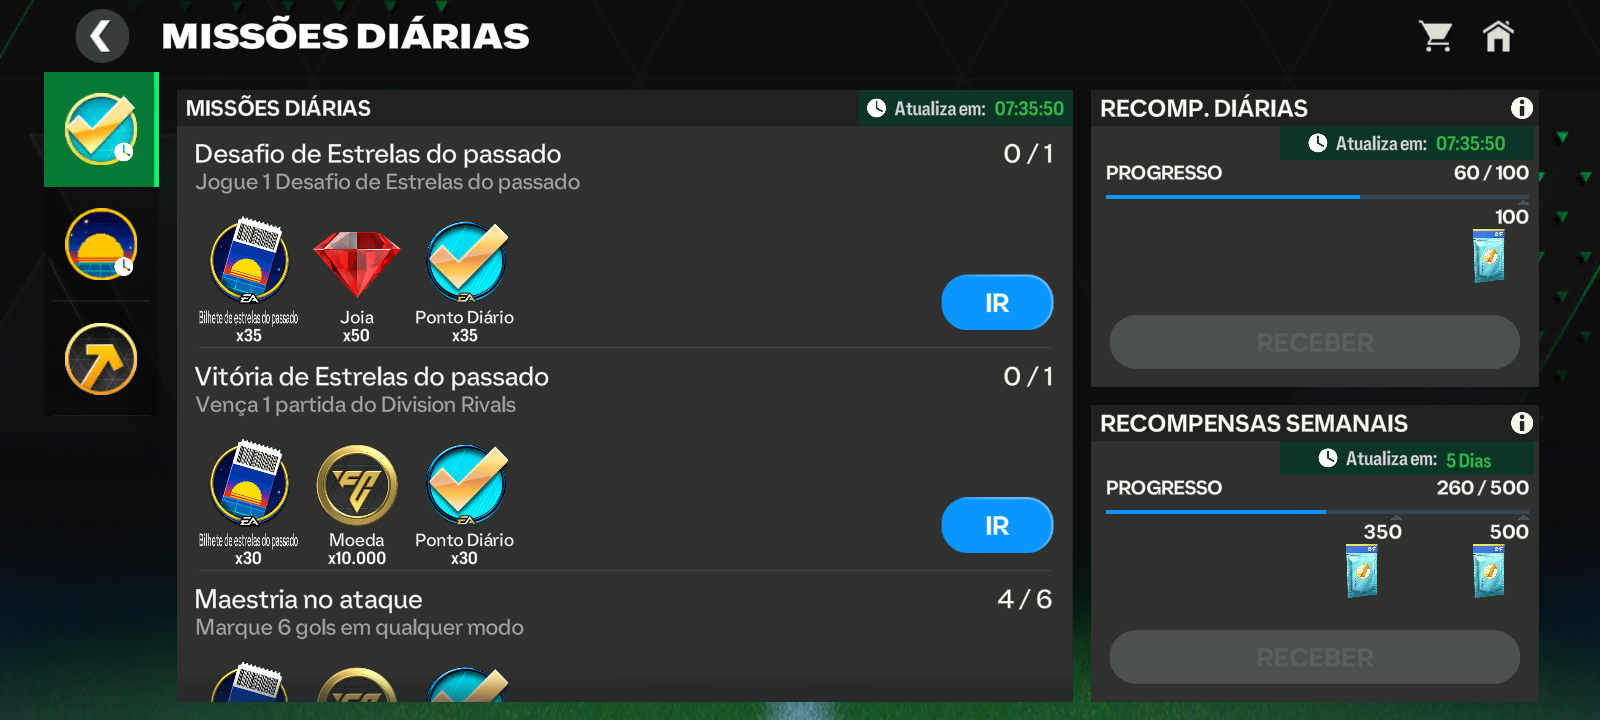 MISSÕES DIÁRIAS
MISSÕES DIÁRIAS
Atualiza em: 07:35:50
Desafio de Estrelas do passado
0 / 1
Jogue 1 Desafio de Estrelas do passado
EA
EA
Bilhete de estrelas do passado
x35
Joia
x50
Ponto Diário
x35
IR
Vitória de Estrelas do passado
0 / 1
Vença 1 partida do Division Rivals
EA
FC
EA
Bilhete de estrelas do passado
x30
Moeda
x10.000
Ponto Diário
x30
IR
Maestria no ataque
4 / 6
Marque 6 gols em qualquer modo
RECOMP. DIÁRIAS
Atualiza em: 07:35:50
PROGRESSO
60 / 100
100
RECEBER
RECOMPENSAS SEMANAIS
Atualiza em: 5 Dias
PROGRESSO
260 / 500
350
500
RECEBER